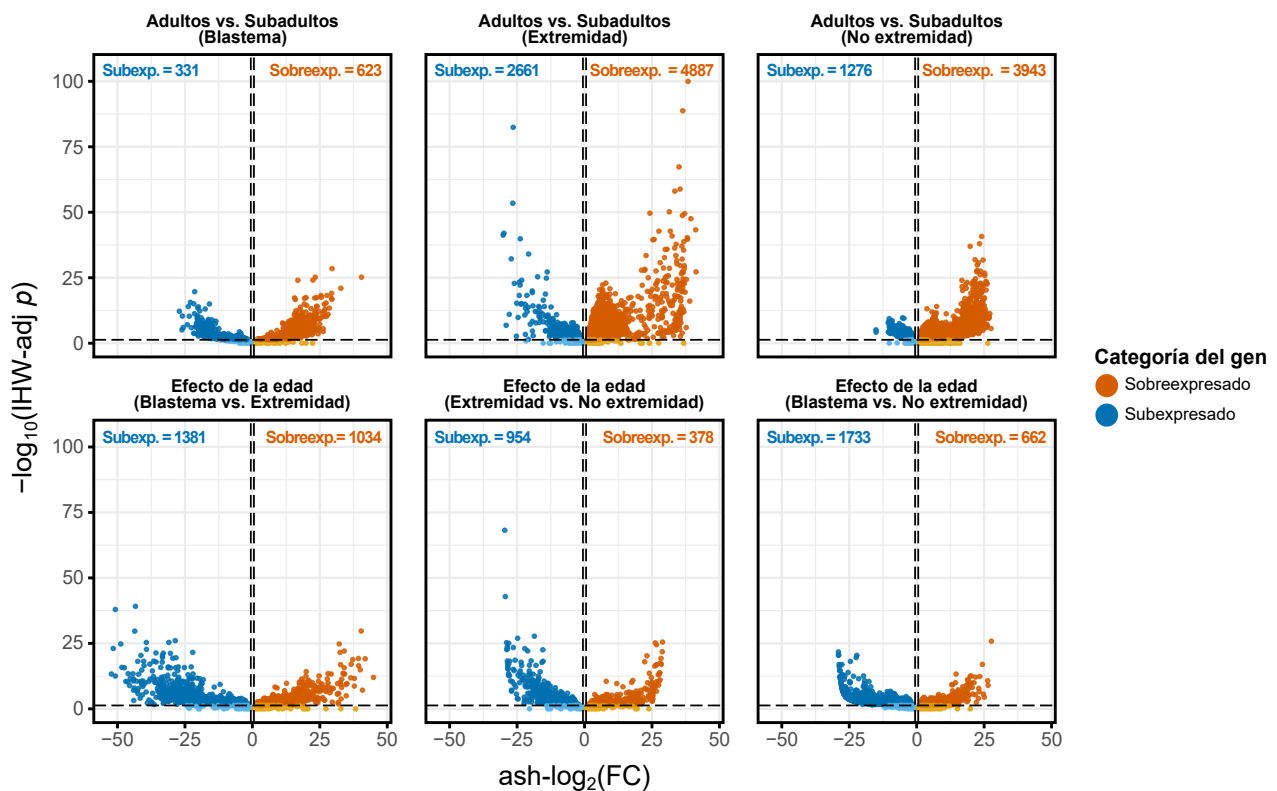 Adultos vs. Subadultos
(Blastema)
Adultos vs. Subadultos
(Extremidad)
Adultos vs. Subadultos
(No extremidad)
Subexp. = 331
Sobreexp. = 623
Subexp. = 2661
Sobreexp. = 4887
Subexp. = 1276
Sobreexp. = 3943
100
75
50
25
0
Efecto de la edad
(Blastema vs. Extremidad)
Efecto de la edad
(Extremidad vs. No extremidad)
Efecto de la edad
(Blastema vs. No extremidad)
Subexp. = 1381
Sobreexp. = 1034
Subexp. = 954
Sobreexp. = 378
Subexp. = 1733
Sobreexp. = 662
100
75
50
25
0
−50 −25 0 25 50
−50 −25 0 25 50
−50 −25 0 25 50
ash-log2(FC)
−log10(IHW-adj p)
Categoría del gen
Sobreexpresado
Subexpresado